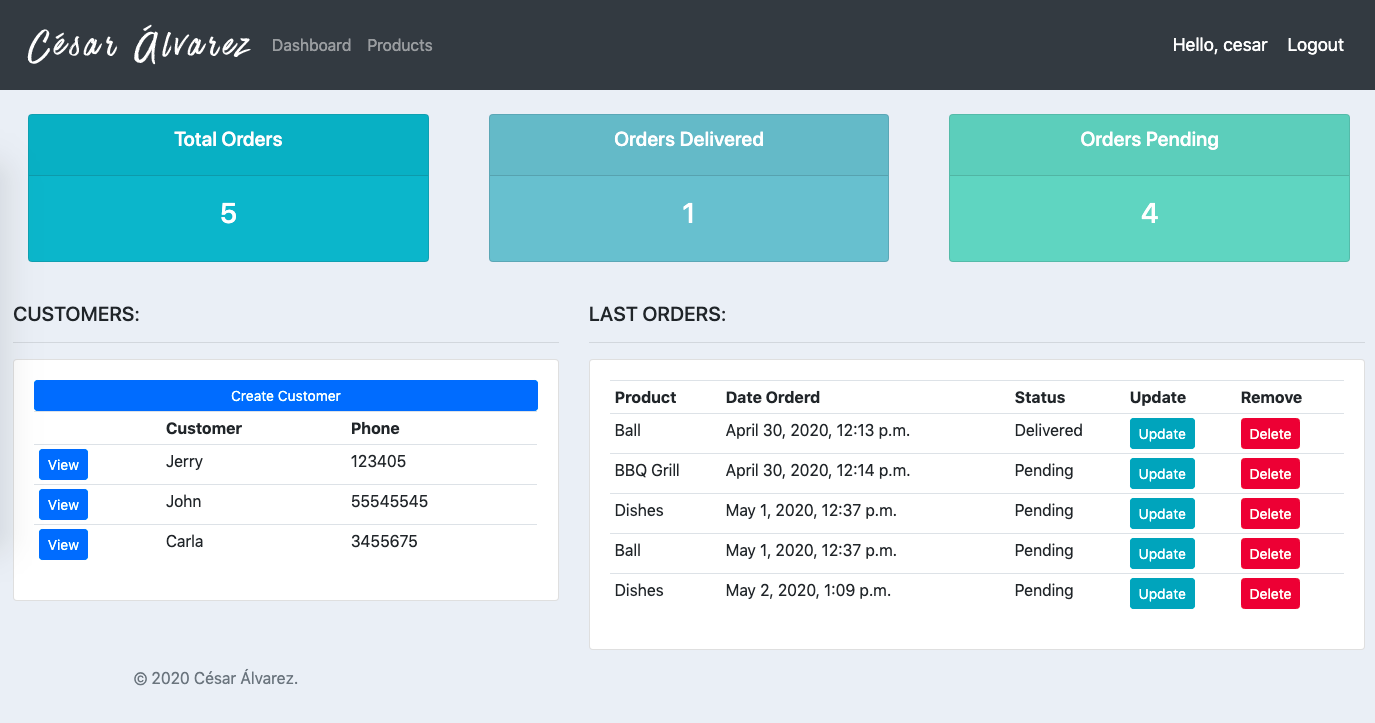 César Álvarez Dashboard Products Hello, cesar Logout
Total Orders
5
Orders Delivered
1
Orders Pending
4
CUSTOMERS:
Create Customer
Customer Phone
View Jerry 123405
View John 55545545
View Carla 3455675
LAST ORDERS:
Product Date Orderd Status Update Remove
Ball April 30, 2020, 12:13 p.m. Delivered Update Delete
BBQ Grill April 30, 2020, 12:14 p.m. Pending Update Delete
Dishes May 1, 2020, 12:37 p.m. Pending Update Delete
Ball May 1, 2020, 12:37 p.m. Pending Update Delete
Dishes May 2, 2020, 1:09 p.m. Pending Update Delete
© 2020 César Álvarez.